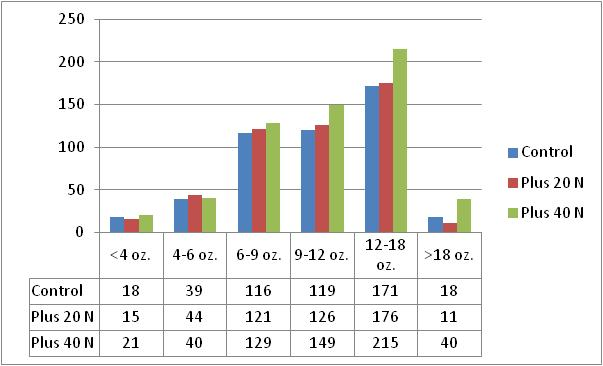 250
200
150
100
50
0
Control
Plus 20 N
Plus 40 N
<4 oz. 4-6 oz. 6-9 oz. 9-12 oz. 12-18 oz. >18 oz.
Control 18 39 116 119 171 18
Plus 20 N 15 44 121 126 176 11
Plus 40 N 21 40 129 149 215 40